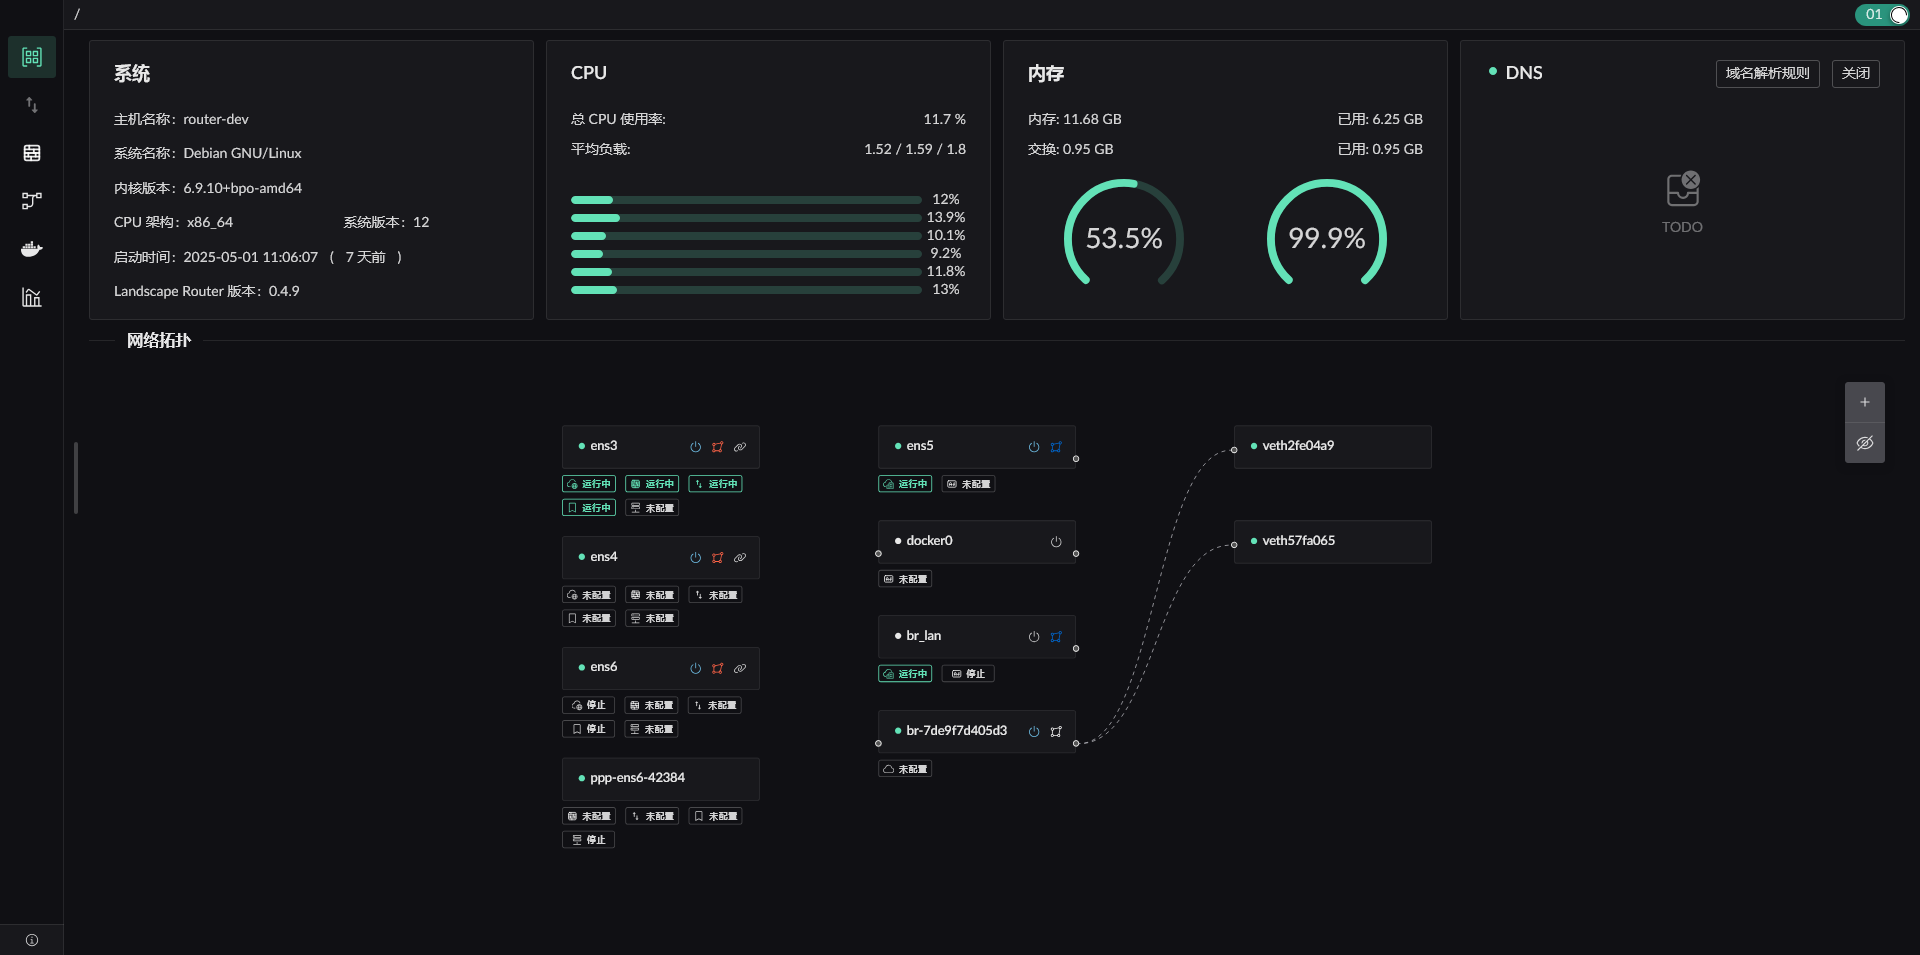 /
01
系统
主机名称：router-dev
系统名称：Debian GNU/Linux
内核版本：6.9.10+bpo-amd64
CPU 架构：x86_64 系统版本：12
启动时间：2025-05-01 11:06:07 ( 7 天前 )
Landscape Router 版本：0.4.9
CPU
总 CPU 使用率: 11.7 %
平均负载: 1.52 / 1.59 / 1.8
12%
13.9%
10.1%
9.2%
11.8%
13%
内存
内存: 11.68 GB 已用: 6.25 GB
交换: 0.95 GB 已用: 0.95 GB
53.5% 99.9%
DNS 域名解析规则 关闭
TODO
网络拓扑
ens3
运行中 运行中 运行中
运行中 未配置
ens4
未配置 未配置 未配置
未配置 未配置
ens6
停止 未配置 未配置
停止 未配置
ppp-ens6-42384
未配置 未配置 未配置
停止
ens5
运行中 未配置
docker0
未配置
br_lan
运行中 停止
br-7de9f7d405d3
未配置
veth2fe04a9
veth57fa065